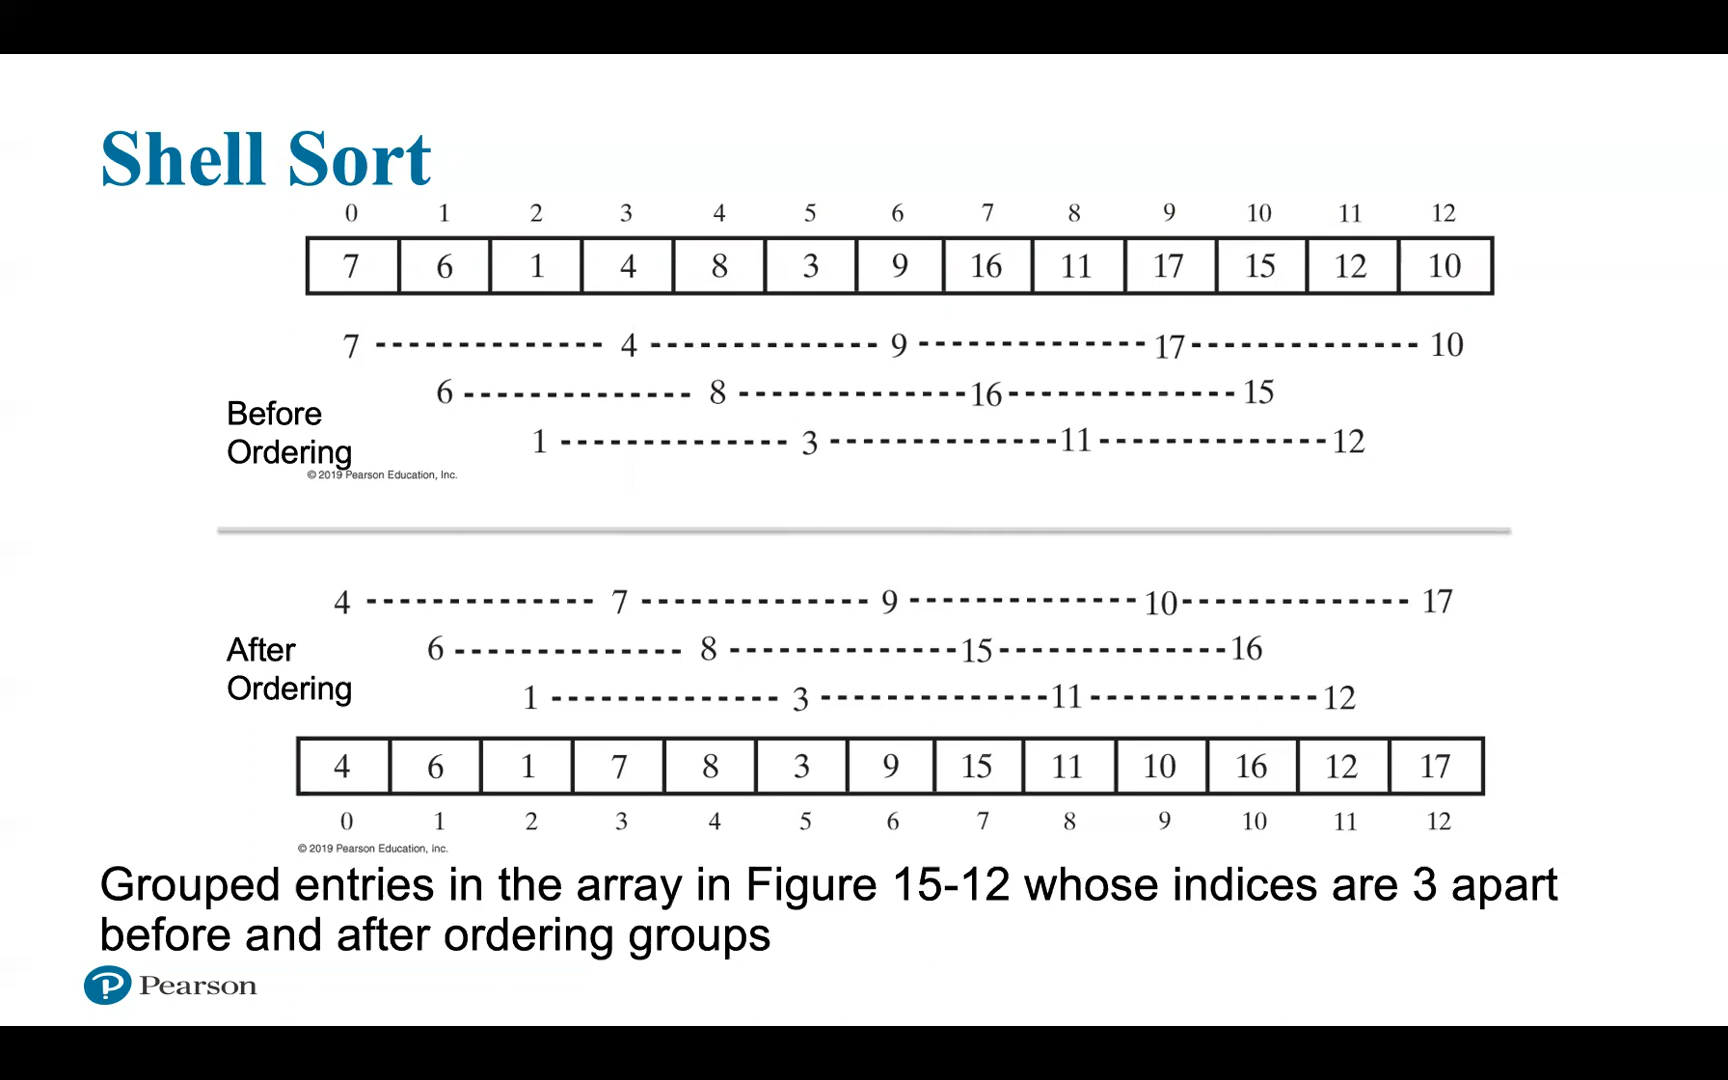 Shell Sort
0 1 2 3 4 5 6 7 8 9 10 11 12
7 6 1 4 8 3 9 16 11 17 15 12 10
7 4 9 17 10
6 8 16 15
Before
Ordering
1 3 11 12
© 2019 Pearson Education, Inc.
4 7 9 10 17
6 8 15 16
After
Ordering
1 3 11 12
4 6 1 7 8 3 9 15 11 10 16 12 17
0 1 2 3 4 5 6 7 8 9 10 11 12
© 2019 Pearson Education, Inc.
Grouped entries in the array in Figure 15-12 whose indices are 3 apart
before and after ordering groups
P Pearson